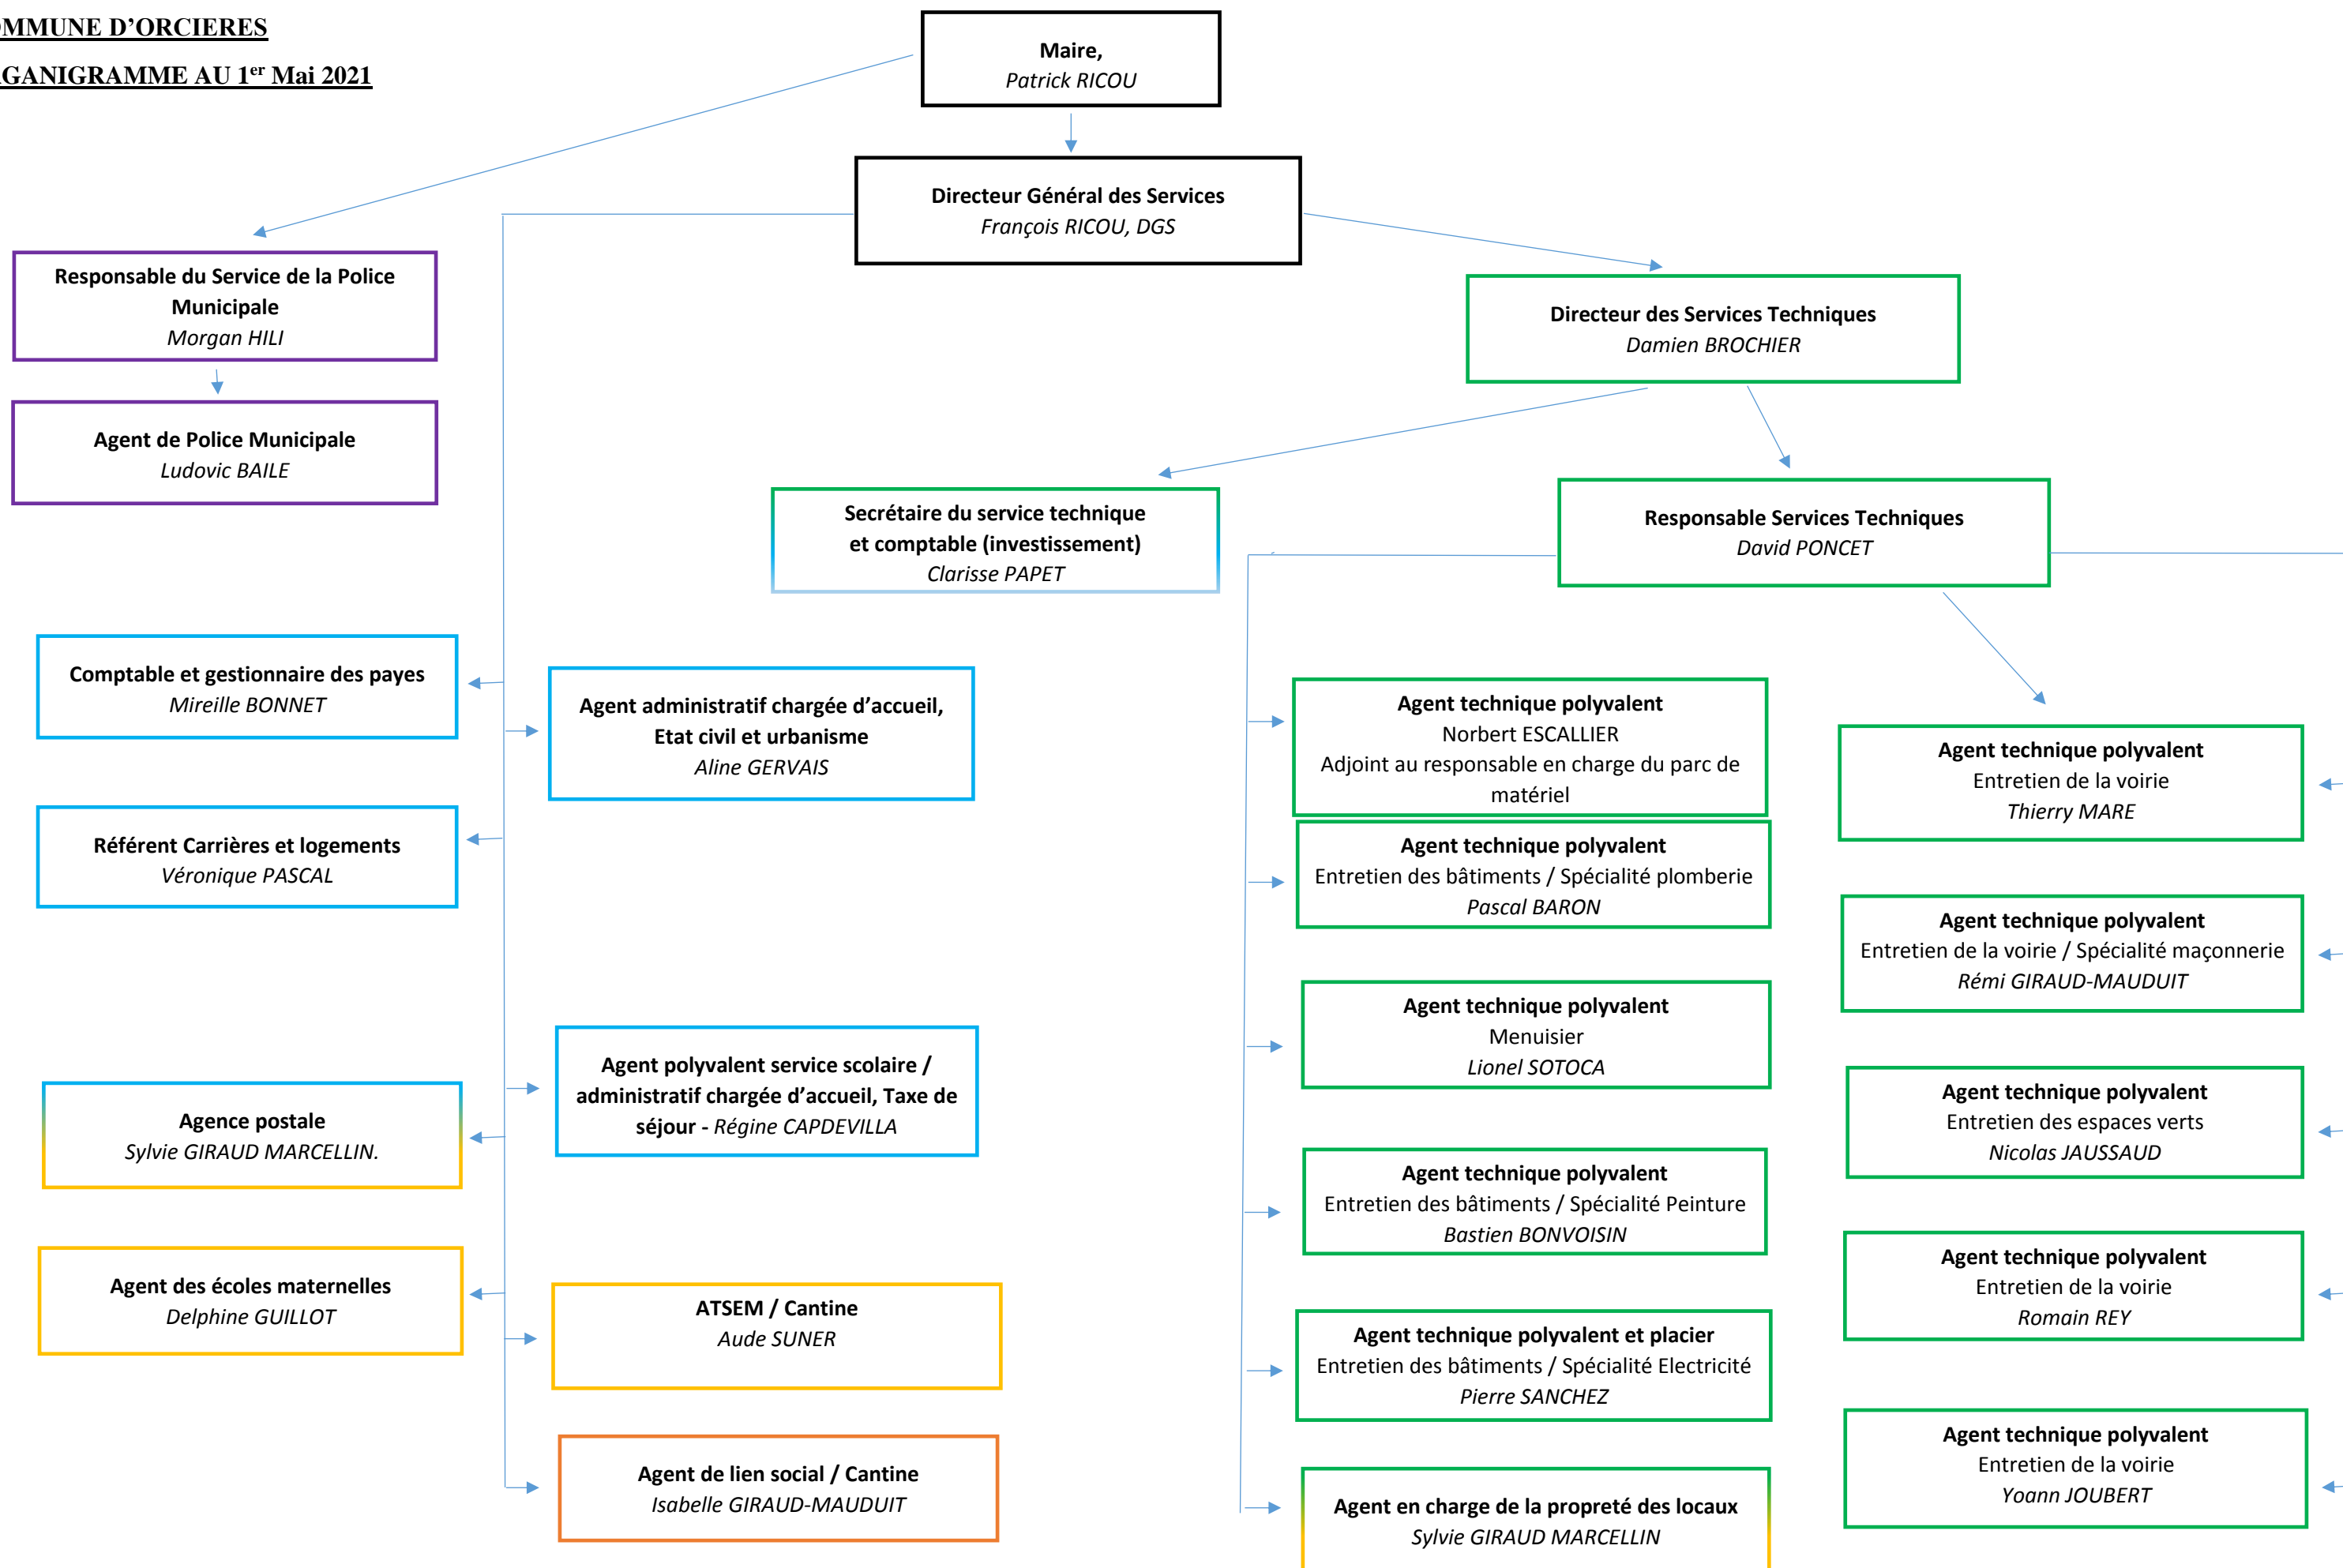 OMMUNE D’ORCIERES
GANIGRAMME AU 1er Mai 2021
Maire,
Patrick RICOU
Directeur Général des Services
François RICOU, DGS
Responsable du Service de la Police
Municipale
Morgan HILI
Agent de Police Municipale
Ludovic BAILE
Directeur des Services Techniques
Damien BROCHIER
Secrétaire du service technique
et comptable (investissement)
Clarisse PAPET
Responsable Services Techniques
David PONCET
Comptable et gestionnaire des payes
Mireille BONNET
Agent administratif chargée d’accueil,
Etat civil et urbanisme
Aline GERVAIS
Référent Carrières et logements
Véronique PASCAL
Agent polyvalent service scolaire /
administratif chargée d’accueil, Taxe de
séjour - Régine CAPDEVILLA
Agence postale
Sylvie GIRAUD MARCELLIN.
Agent des écoles maternelles
Delphine GUILLOT
ATSEM / Cantine
Aude SUNER
Agent de lien social / Cantine
Isabelle GIRAUD-MAUDUIT
Agent technique polyvalent
Norbert ESCALLIER
Adjoint au responsable en charge du parc de
matériel
Agent technique polyvalent
Entretien des bâtiments / Spécialité plomberie
Pascal BARON
Agent technique polyvalent
Menuisier
Lionel SOTOCA
Agent technique polyvalent
Entretien des bâtiments / Spécialité Peinture
Bastien BONVOISIN
Agent technique polyvalent et placier
Entretien des bâtiments / Spécialité Electricité
Pierre SANCHEZ
Agent en charge de la propreté des locaux
Sylvie GIRAUD MARCELLIN
Agent technique polyvalent
Entretien de la voirie
Thierry MARE
Agent technique polyvalent
Entretien de la voirie / Spécialité maçonnerie
Rémi GIRAUD-MAUDUIT
Agent technique polyvalent
Entretien des espaces verts
Nicolas JAUSSAUD
Agent technique polyvalent
Entretien de la voirie
Romain REY
Agent technique polyvalent
Entretien de la voirie
Yoann JOUBERT